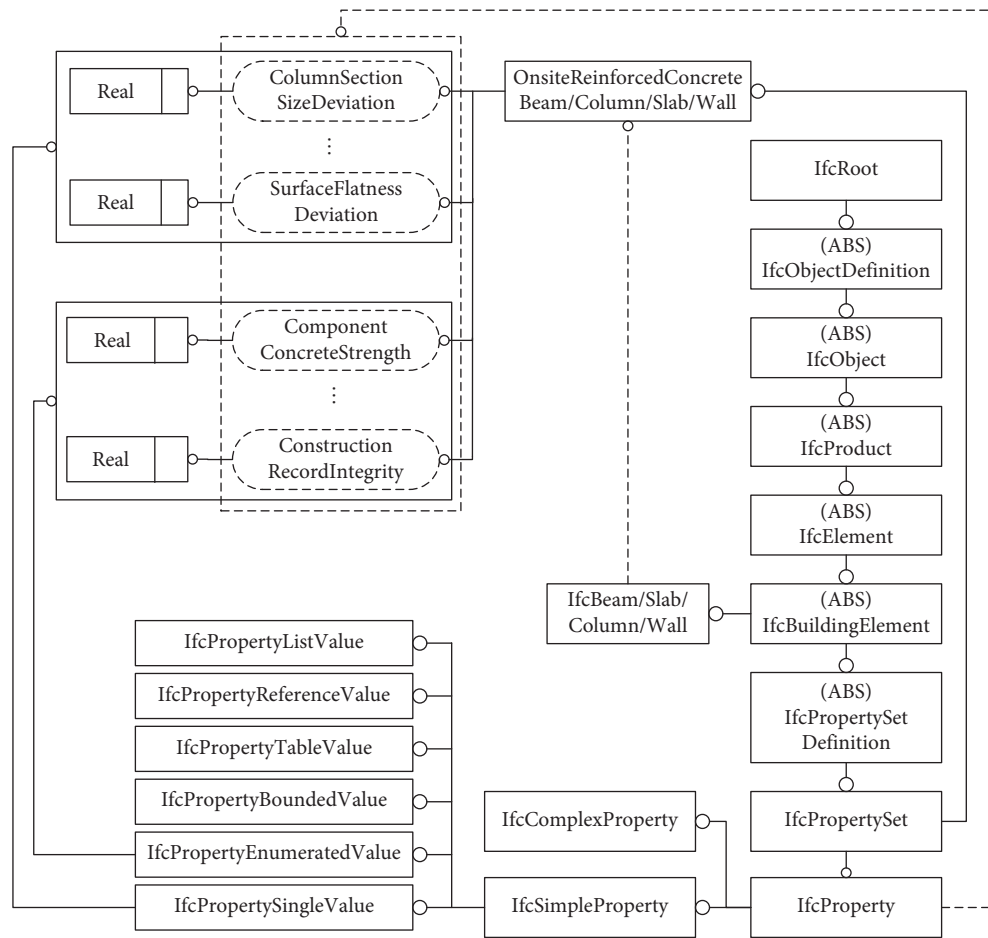 Real
ColumnSection
SizeDeviation
⋮
Real
SurfaceFlatness
Deviation
Real
Component
ConcreteStrength
⋮
Real
Construction
RecordIntegrity
OnsiteReinforcedConcrete
Beam/Column/Slab/Wall
IfcRoot
(ABS)
IfcObjectDefinition
(ABS)
IfcObject
(ABS)
IfcProduct
(ABS)
IfcElement
(ABS)
IfcBuildingElement
IfcBeam/Slab/
Column/Wall
(ABS)
IfcPropertySet
Definition
IfcPropertySet
IfcProperty
IfcComplexProperty
IfcSimpleProperty
IfcPropertyListValue
IfcPropertyReferenceValue
IfcPropertyTableValue
IfcPropertyBoundedValue
IfcPropertyEnumeratedValue
IfcPropertySingleValue